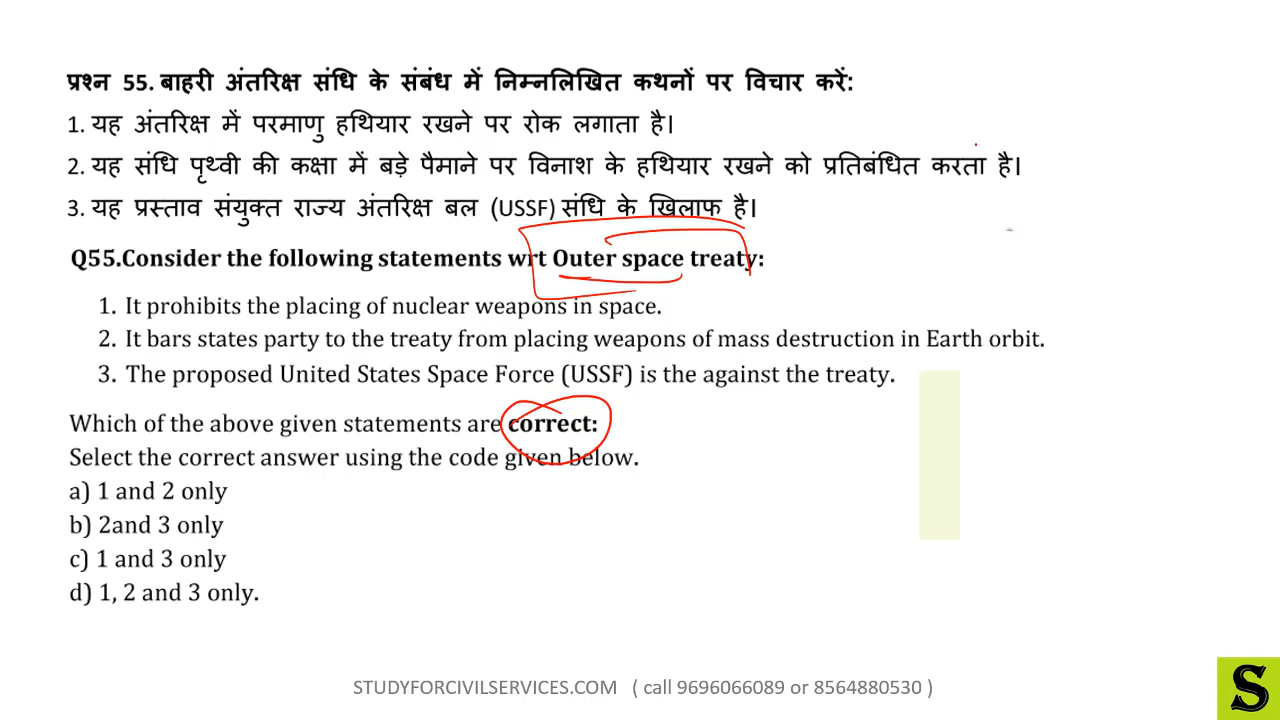 प्रश्न 55. बाहरी अंतरिक्ष संधि के संबंध में निम्नलिखित कथनों पर विचार करें:
1. यह अंतरिक्ष में परमाणु हथियार रखने पर रोक लगाता है।
2. यह संधि पृथ्वी की कक्षा में बड़े पैमाने पर विनाश के हथियार रखने को प्रतिबंधित करता है।
3. यह प्रस्ताव संयुक्त राज्य अंतरिक्ष बल (USSF) संधि के खिलाफ है।
Q55.Consider the following statements wrt Outer space treaty:
1. It prohibits the placing of nuclear weapons in space.
2. It bars states party to the treaty from placing weapons of mass destruction in Earth orbit.
3. The proposed United States Space Force (USSF) is the against the treaty.
Which of the above given statements are correct:
Select the correct answer using the code given below.
a) 1 and 2 only
b) 2and 3 only
c) 1 and 3 only
d) 1, 2 and 3 only.
STUDYFORCIVILSERVICES.COM ( call 9696066089 or 8564880530 )
S